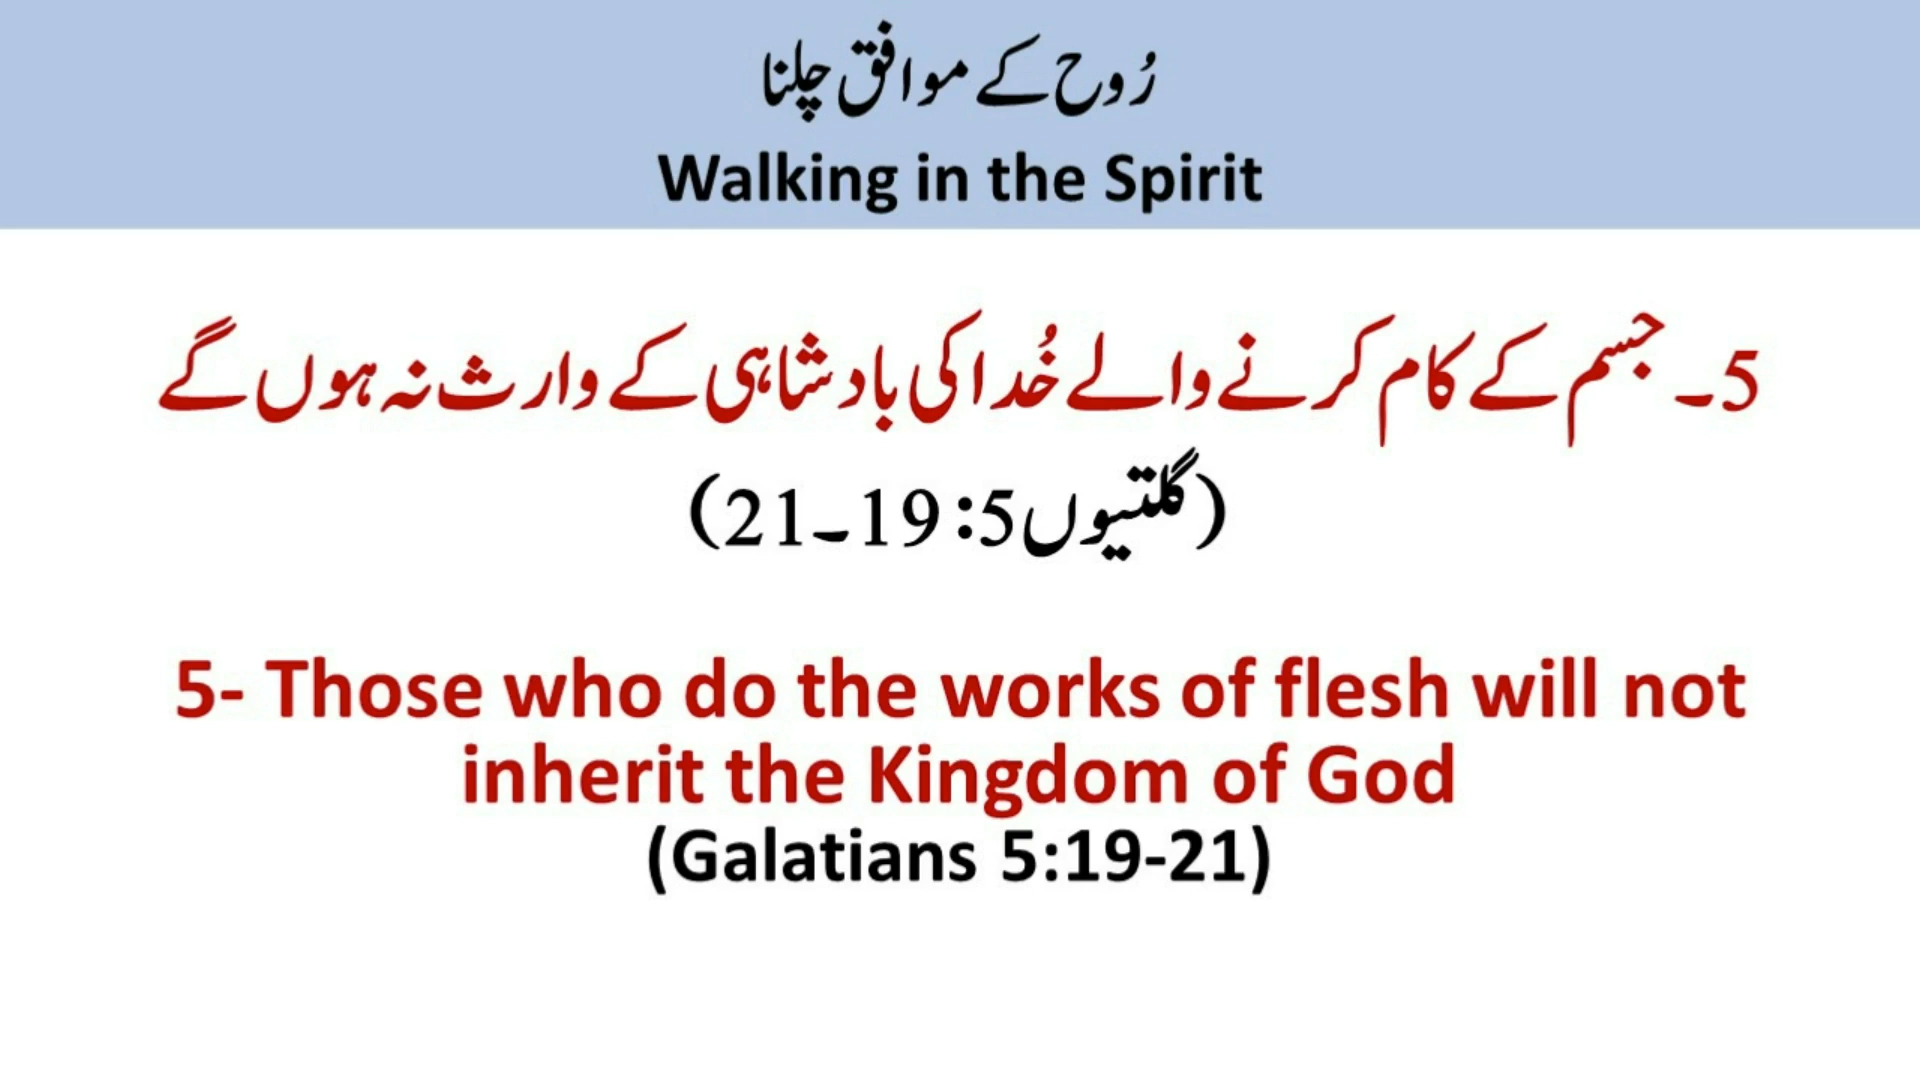 رُوح کے موافق چلنا
Walking in the Spirit
5۔ جسم کے کام کرنے والے خُدا کی بادشاہی کے وارث نہ ہوں گے
(گلتیوں 5: 19۔21)
5- Those who do the works of flesh will not
inherit the Kingdom of God
(Galatians 5:19-21)